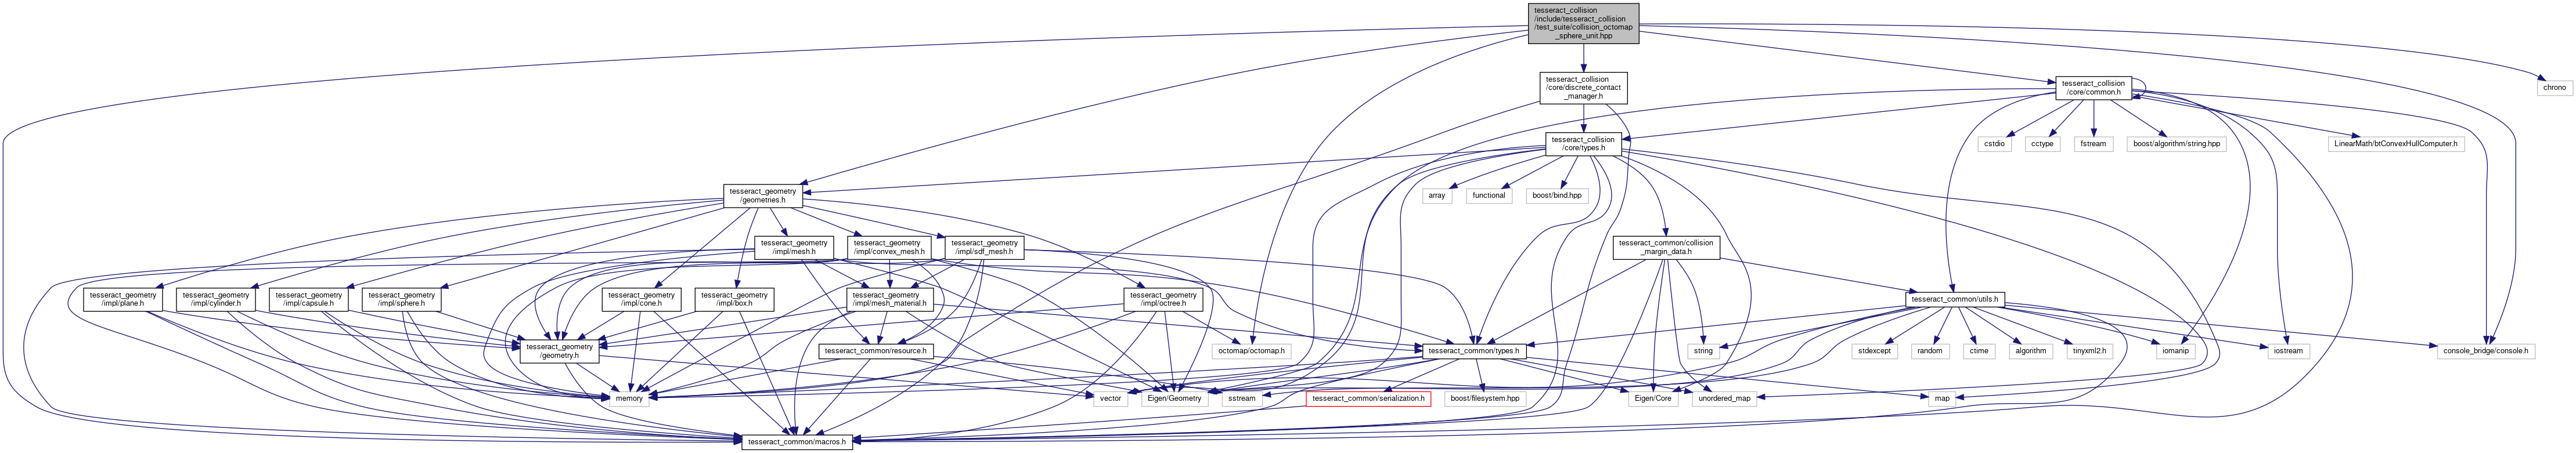 tesseract_collision
/include/tesseract_collision
/test_suite/collision_octomap
_sphere_unit.hpp
tesseract_collision
/core/discrete_contact
_manager.h
tesseract_collision
/core/common.h
chrono
tesseract_collision
/core/types.h
cstdio
cctype
fstream
boost/algorithm/string.hpp
LinearMath/btConvexHullComputer.h
tesseract_geometry
/geometries.h
array
functional
boost/bind.hpp
tesseract_geometry
/impl/mesh.h
tesseract_geometry
/impl/convex_mesh.h
tesseract_geometry
/impl/sdf_mesh.h
tesseract_common/collision
_margin_data.h
tesseract_geometry
/impl/plane.h
tesseract_geometry
/impl/cylinder.h
tesseract_geometry
/impl/capsule.h
tesseract_geometry
/impl/sphere.h
tesseract_geometry
/impl/cone.h
tesseract_geometry
/impl/box.h
tesseract_geometry
/impl/mesh_material.h
tesseract_geometry
/impl/octree.h
tesseract_common/utils.h
tesseract_geometry
/geometry.h
tesseract_common/resource.h
octomap/octomap.h
tesseract_common/types.h
string
stdexcept
random
ctime
algorithm
tinyxml2.h
iomanip
iostream
console_bridge/console.h
memory
vector
Eigen/Geometry
sstream
tesseract_common/serialization.h
boost/filesystem.hpp
Eigen/Core
unordered_map
map
tesseract_common/macros.h